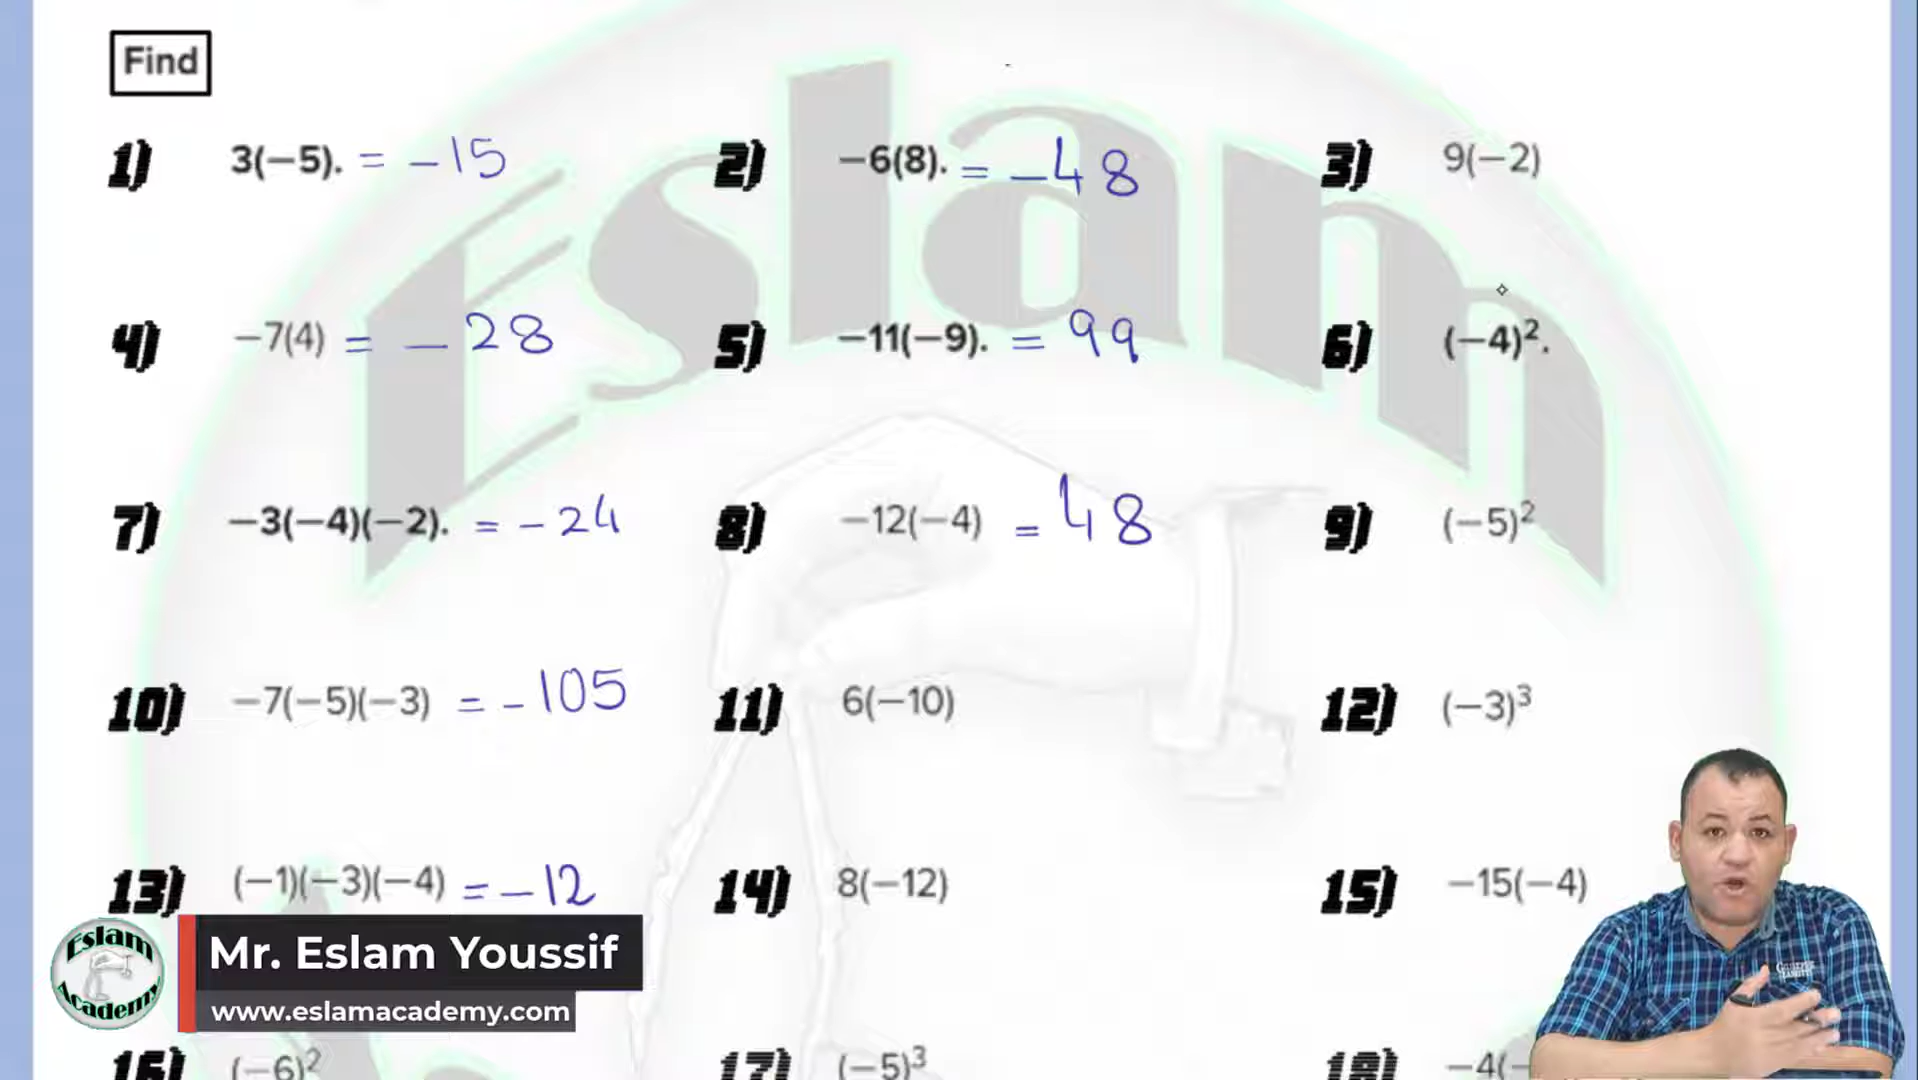 Find
1) 3(−5). = −15 2) −6(8). = −48 3) 9(−2)
4) −7(4) = −28 5) −11(−9). = 99 6) (−4)².
7) −3(−4)(−2). = −24 8) −12(−4) = 48 9) (−5)²
10) −7(−5)(−3) = −105 11) 6(−10) 12) (−3)³
13) (−1)(−3)(−4) = −12 14) 8(−12) 15) −15(−4)
16) (−6)² 17) (−5)³ 18) −4(−
Eslam
Eslam
Academy
Mr. Eslam Youssif
www.eslamacademy.com